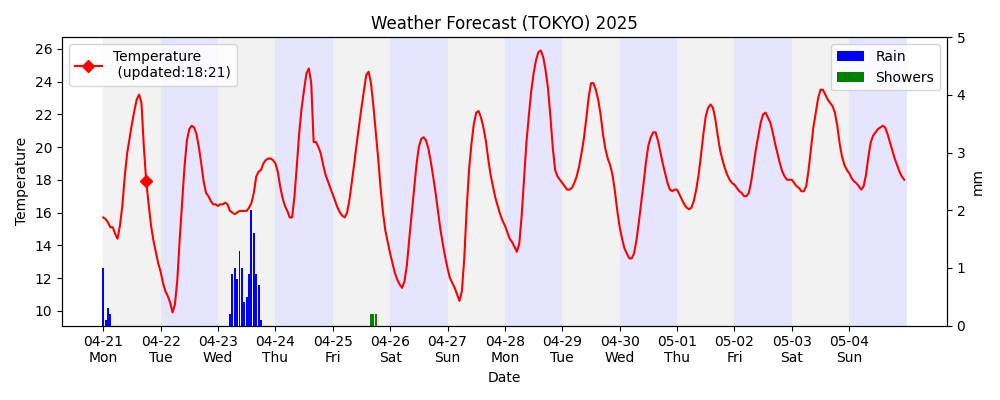 Weather Forecast (TOKYO) 2025
Temperature
(updated:18:21)
Rain
Showers
26
24
22
20
18
16
14
12
10
Temperature
5
4
3
2
1
0
mm
04-21 04-22 04-23 04-24 04-25 04-26 04-27 04-28 04-29 04-30 05-01 05-02 05-03 05-04
Mon Tue Wed Thu Fri Sat Sun Mon Tue Wed Thu Fri Sat Sun
Date